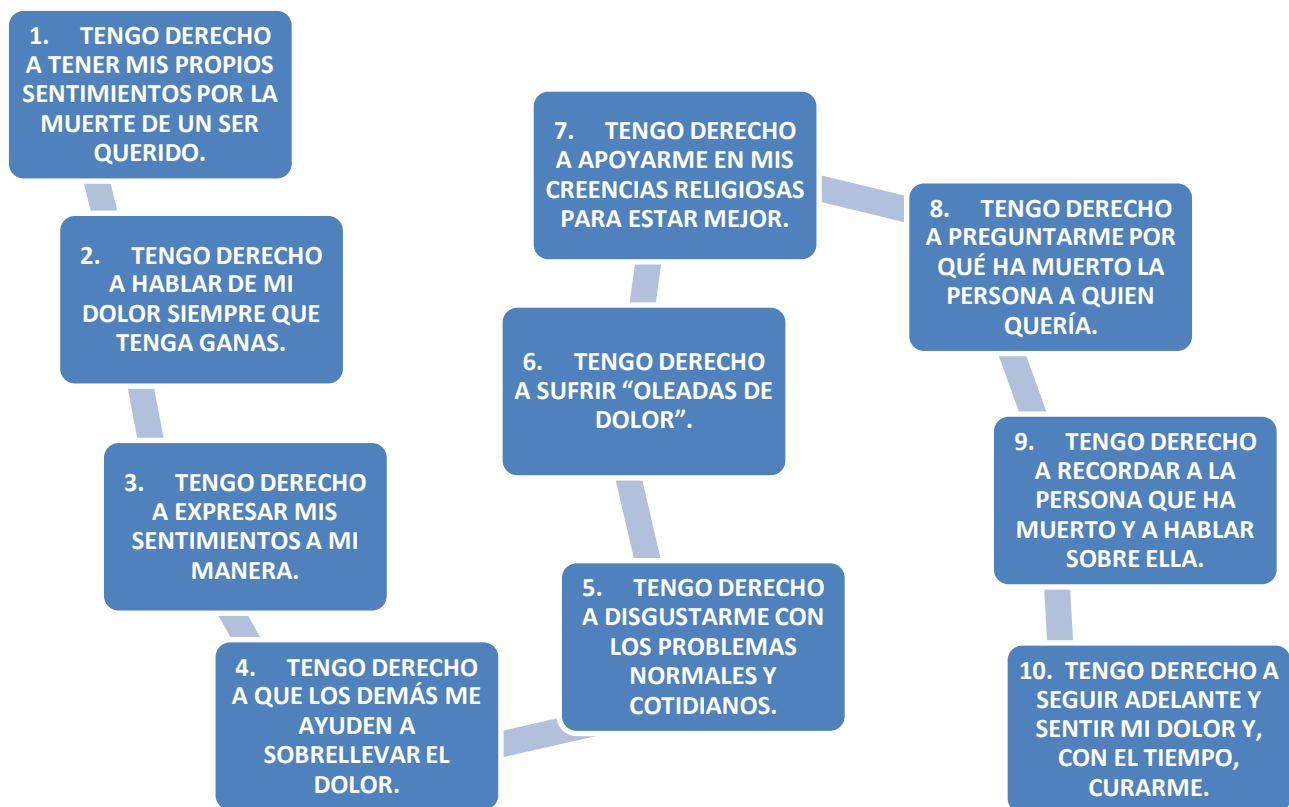 1. TENGO DERECHO
A TENER MIS PROPIOS
SENTIMIENTOS POR LA
MUERTE DE UN SER
QUERIDO.
2. TENGO DERECHO
A HABLAR DE MI
DOLOR SIEMPRE QUE
TENGA GANAS.
3. TENGO DERECHO
A EXPRESAR MIS
SENTIMIENTOS A MI
MANERA.
4. TENGO DERECHO
A QUE LOS DEMÁS ME
AYUDEN A
SOBRELLEVAR EL
DOLOR.
5. TENGO DERECHO
A DISGUSTARME CON
LOS PROBLEMAS
NORMALES Y
COTIDIANOS.
6. TENGO DERECHO
A SUFRIR “OLEADAS DE
DOLOR”.
7. TENGO DERECHO
A APOYARME EN MIS
CREENCIAS RELIGIOSAS
PARA ESTAR MEJOR.
8. TENGO DERECHO
A PREGUNTARME POR
QUÉ HA MUERTO LA
PERSONA A QUIEN
QUERÍA.
9. TENGO DERECHO
A RECORDAR A LA
PERSONA QUE HA
MUERTO Y A HABLAR
SOBRE ELLA.
10. TENGO DERECHO A
SEGUIR ADELANTE Y
SENTIR MI DOLOR Y,
CON EL TIEMPO,
CURARME.